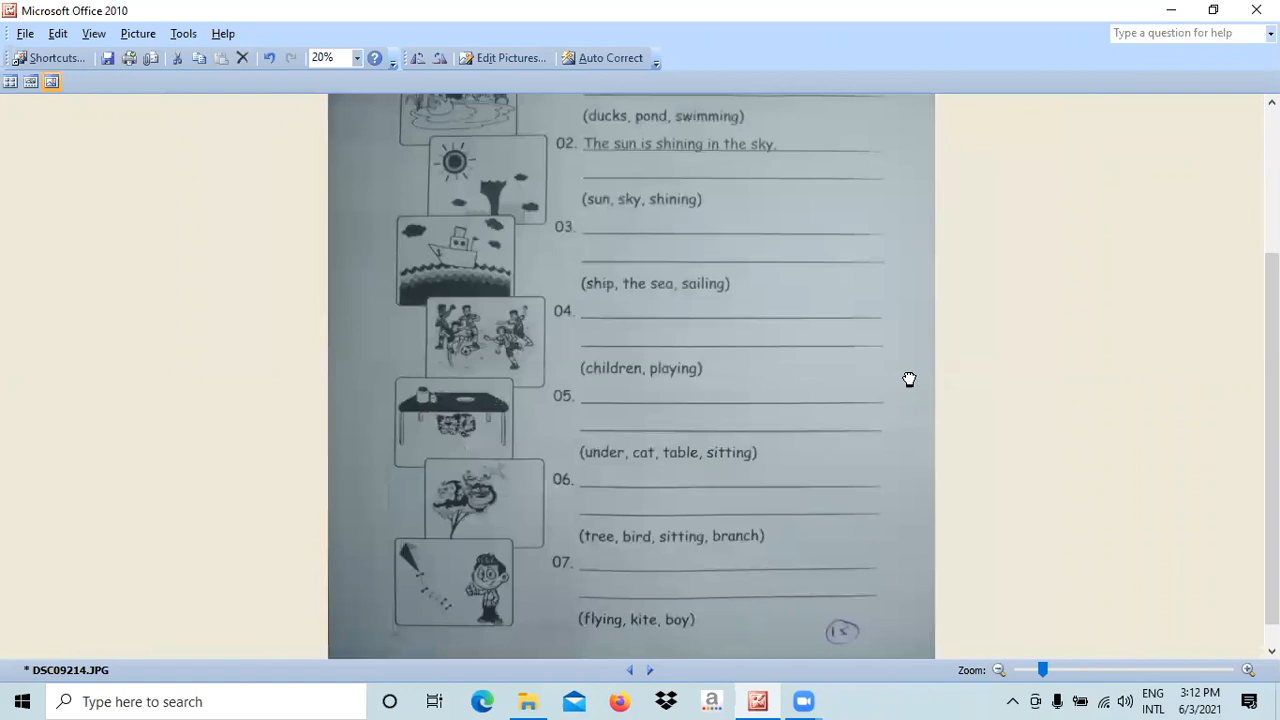 Microsoft Office 2010
File Edit View Picture Tools Help
Type a question for help
Shortcuts... 20% Edit Pictures... Auto Correct
(ducks, pond, swimming)
02. The sun is shining in the sky.
(sun, sky, shining)
03.
(ship, the sea, sailing)
04.
(children, playing)
05.
(under, cat, table, sitting)
06.
(tree, bird, sitting, branch)
07.
(flying, kite, boy)
15
* DSC09214.JPG
Zoom:
Type here to search
ENG
INTL
3:12 PM
6/3/2021